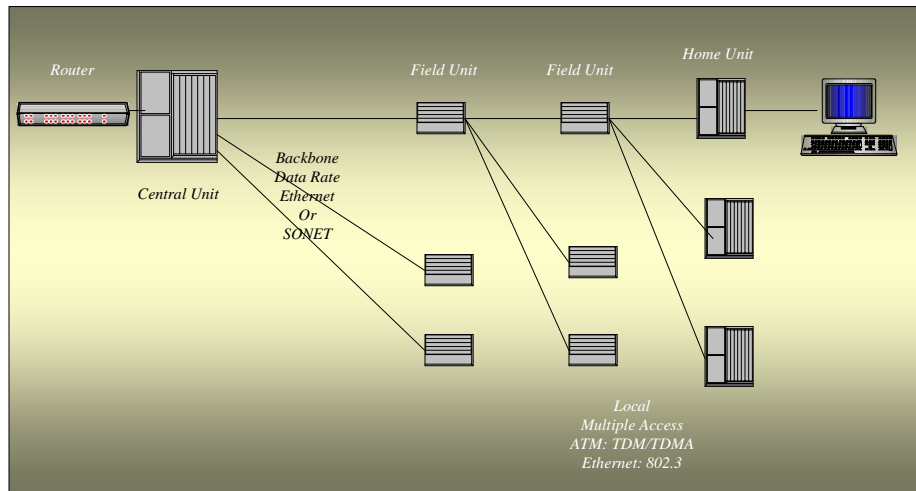 Router
Field Unit
Field Unit
Home Unit
Central Unit
Backbone
Data Rate
Ethernet
Or
SONET
Local
Multiple Access
ATM: TDM/TDMA
Ethernet: 802.3